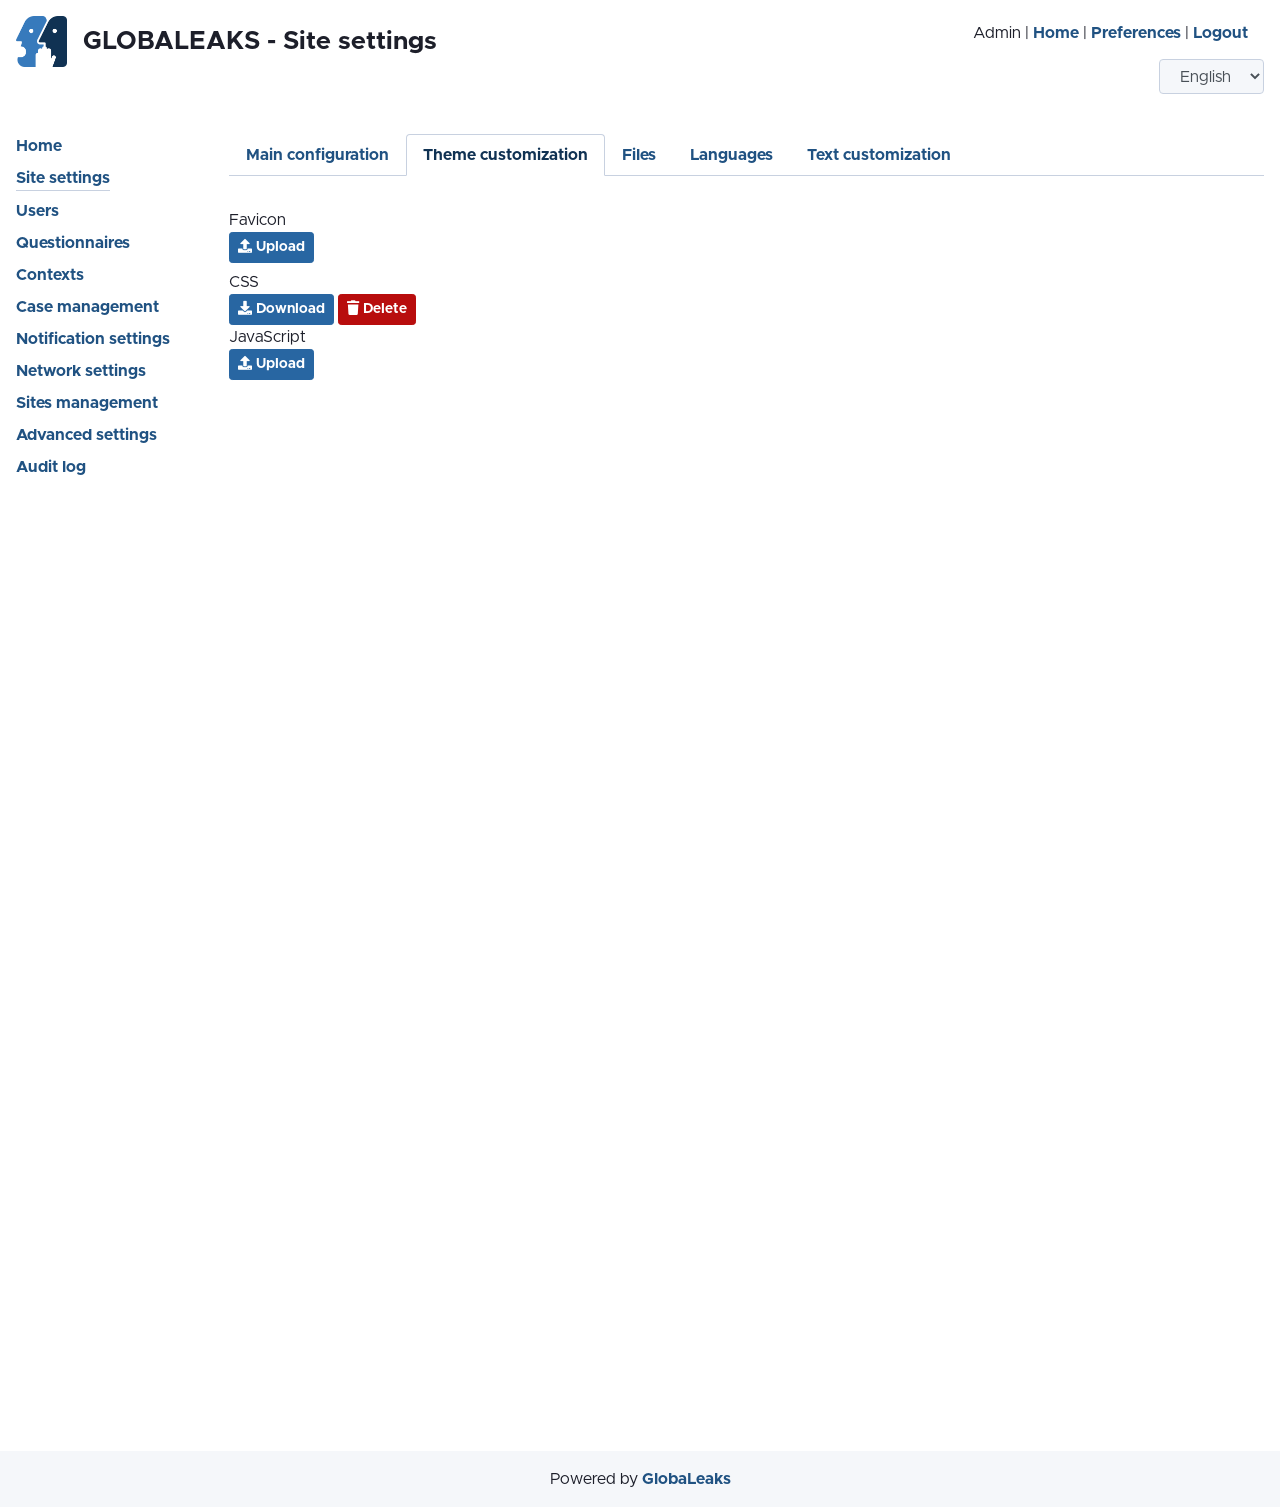 GLOBALEAKS - Site settings
Admin | Home | Preferences | Logout
English
Home
Site settings
Users
Questionnaires
Contexts
Case management
Notification settings
Network settings
Sites management
Advanced settings
Audit log
Main configuration Theme customization Files Languages Text customization
Favicon
Upload
CSS
Download Delete
JavaScript
Upload
Powered by GlobaLeaks